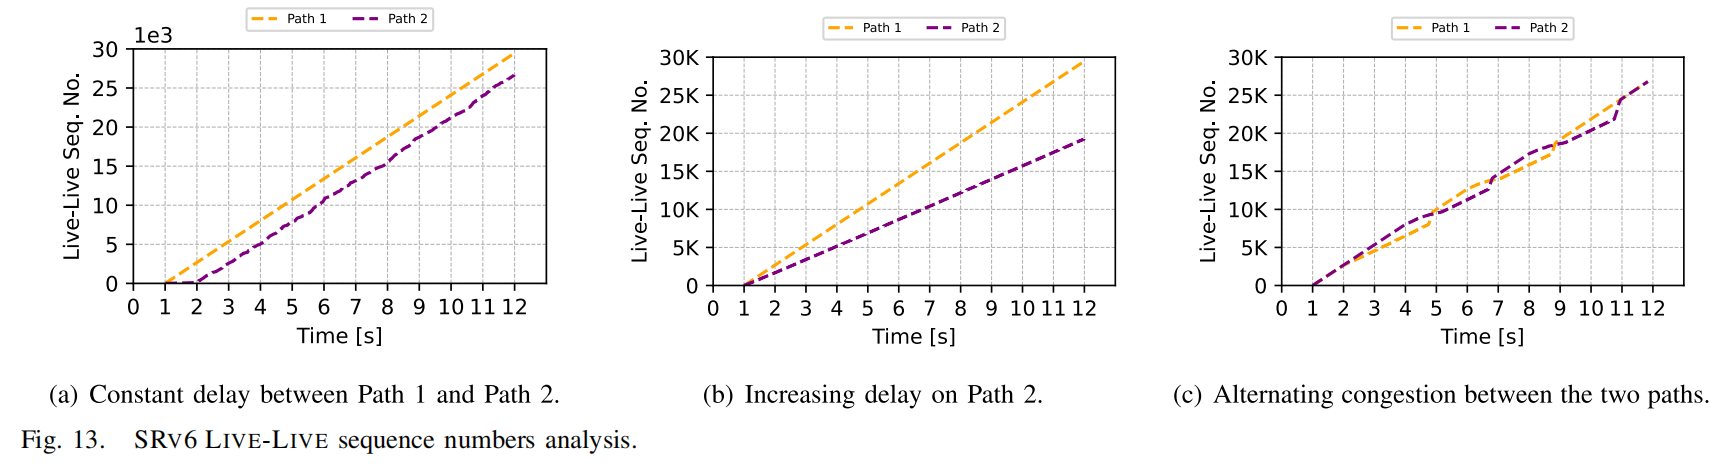 Path 1 Path 2
1e3
30
25
20
15
10
5
0
Live-Live Seq. No.
0 1 2 3 4 5 6 7 8 9 10 11 12
Time [s]
(a) Constant delay between Path 1 and Path 2.
Path 1 Path 2
30K
25K
20K
15K
10K
5K
0
Live-Live Seq. No.
0 1 2 3 4 5 6 7 8 9 10 11 12
Time [s]
(b) Increasing delay on Path 2.
Path 1 Path 2
30K
25K
20K
15K
10K
5K
0
Live-Live Seq. No.
0 1 2 3 4 5 6 7 8 9 10 11 12
Time [s]
(c) Alternating congestion between the two paths.
Fig. 13. SRV6 LIVE-LIVE sequence numbers analysis.